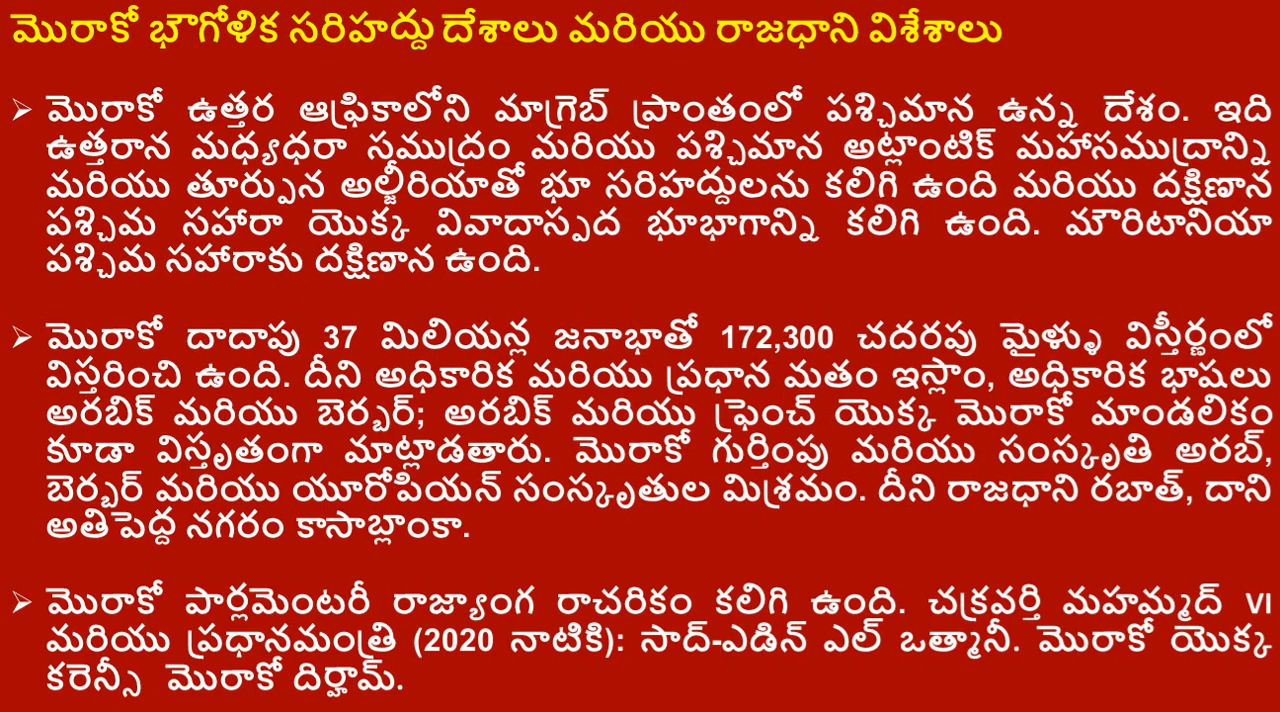 మొరాకో భౌగోళిక సరిహద్దు దేశాలు మరియు రాజధాని విశేశాలు
➢ మొరాకో ఉత్తర ఆఫ్రికాలోని మాగ్రెబ్ ప్రాంతంలో పశ్చిమాన ఉన్న దేశం. ఇది
ఉత్తరాన మధ్యధరా సముద్రం మరియు పశ్చిమాన అట్లాంటిక్ మహాసముద్రాన్ని
మరియు తూర్పున అల్జీరియాతో భూ సరిహద్దులను కలిగి ఉంది మరియు దక్షిణాన
పశ్చిమ సహారా యొక్క వివాదాస్పద భూభాగాన్ని కలిగి ఉంది. మౌరిటానియా
పశ్చిమ సహారాకు దక్షిణాన ఉంది.
➢ మొరాకో దాదాపు 37 మిలియన్ల జనాభాతో 172,300 చదరపు మైళ్ళు విస్తీర్ణంలో
విస్తరించి ఉంది. దీని అధికారిక మరియు ప్రధాన మతం ఇస్లాం, అధికారిక భాషలు
అరబిక్ మరియు బెర్బర్; అరబిక్ మరియు ఫ్రెంచ్ యొక్క మొరాకో మాండలికం
కూడా విస్తృతంగా మాట్లాడతారు. మొరాకో గుర్తింపు మరియు సంస్కృతి అరబ్,
బెర్బర్ మరియు యూరోపియన్ సంస్కృతుల మిశ్రమం. దీని రాజధాని రబాత్, దాని
అతిపెద్ద నగరం కాసాబ్లాంకా.
➢ మొరాకో పార్లమెంటరీ రాజ్యాంగ రాచరికం కలిగి ఉంది. చక్రవర్తి మహమ్మద్ VI
మరియు ప్రధానమంత్రి (2020 నాటికి): సాద్-ఎడిన్ ఎల్ ఒత్మానీ. మొరాకో యొక్క
కరెన్సీ మొరాకో దిర్హామ్.